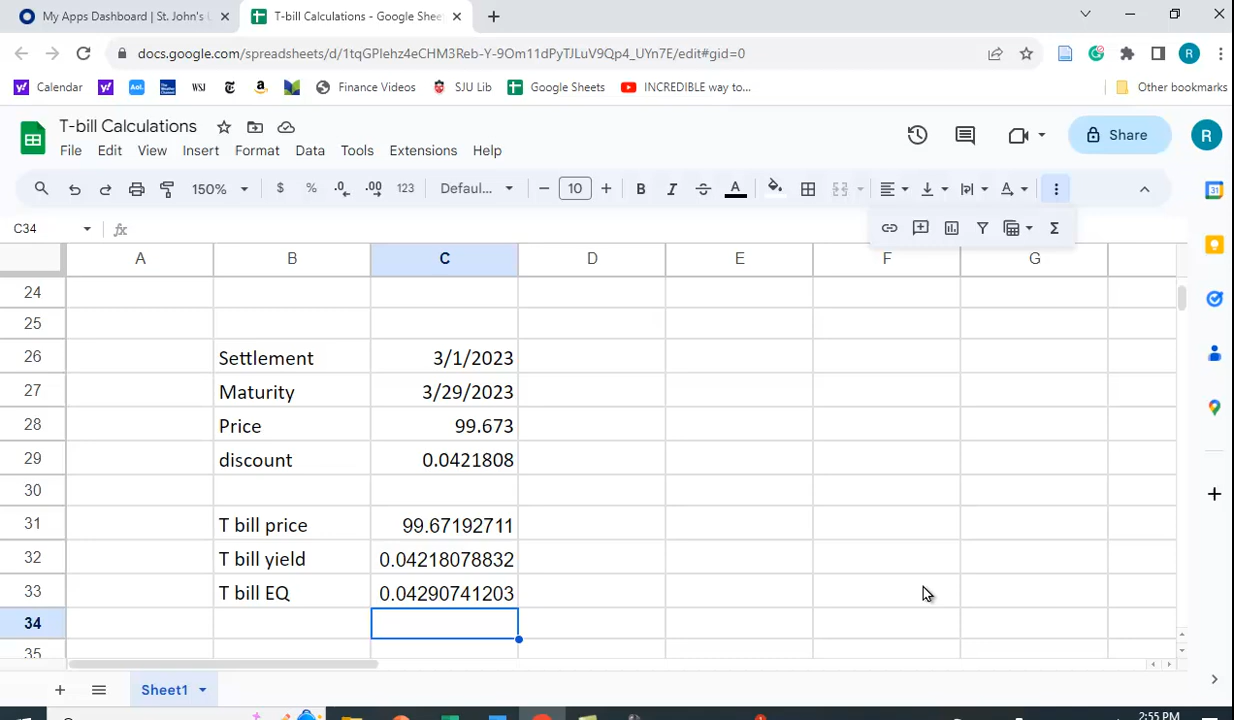 My Apps Dashboard | St. John's U
T-bill Calculations - Google Shee
docs.google.com/spreadsheets/d/1tqGPIehz4eCHM3Reb-Y-9Om11dPyTJLuV9Qp4_UYn7E/edit#gid=0
Calendar Aol. WSJ Finance Videos SJU Lib Google Sheets INCREDIBLE way to... Other bookmarks
T-bill Calculations
File Edit View Insert Format Data Tools Extensions Help
Share
R
150% $ % .0 .00 123 Defaul... 10 B I A
C34 fx
A B C D E F G
24
25
26 Settlement 3/1/2023
27 Maturity 3/29/2023
28 Price 99.673
29 discount 0.0421808
30
31 T bill price 99.67192711
32 T bill yield 0.04218078832
33 T bill EQ 0.04290741203
34
35
Sheet1
2:55 PM